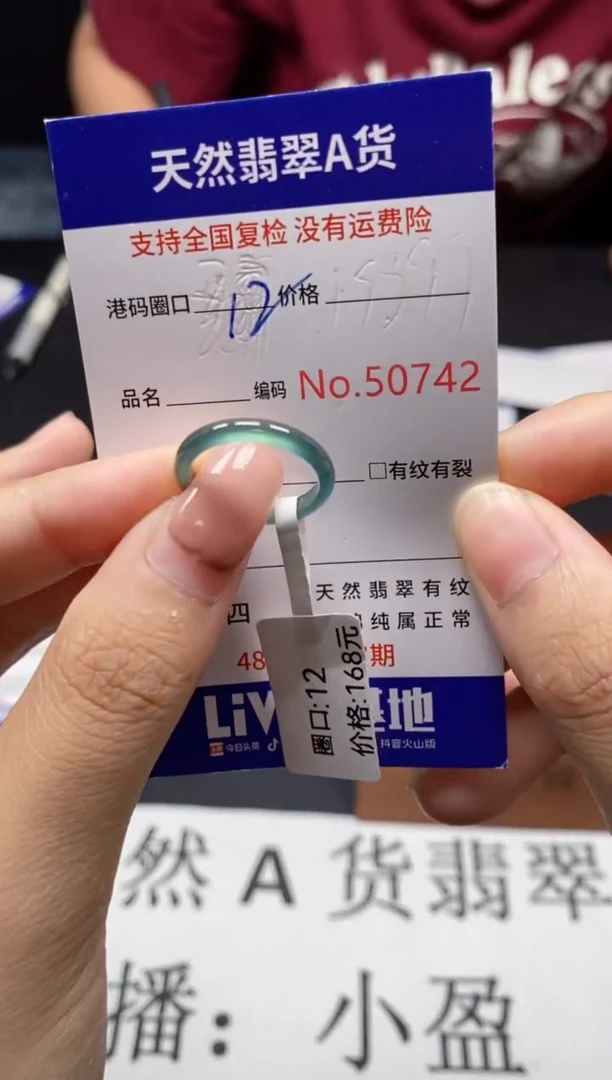 天然翡翠A货
支持全国复检 没有运费险
港码圈口 12 价格
品名 编码 No.50742
□有纹有裂
天然翡翠有纹
四 纯属正常
48 期
LiV 基地
今日头条 抖音火山版
圈口:12
价格:168元
然 A 货翡翠
播: 小盈